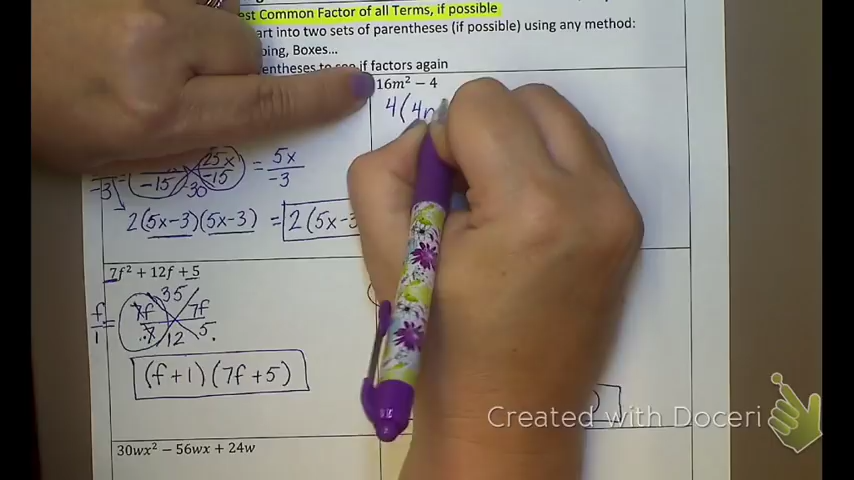 est Common Factor of all Terms, if possible
art into two sets of parentheses (if possible) using any method:
ping, Boxes...
entheses to see if factors again
16m² − 4
4(4m
25x
-15
-15
-30
-3
= 5x
-3
2(5x-3)(5x-3) = 2(5x-3
7f² + 12f + 5
35
f
1
=
7f
7f
7
12
5
(f+1)(7f+5)
30wx² − 56wx + 24w
Created with Doceri